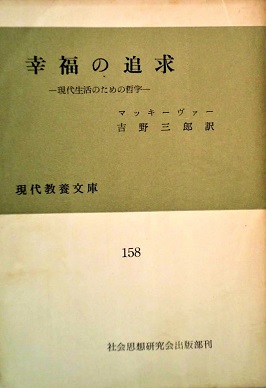 幸福の追求
―現代生活のための哲学―
マッキーヴァー
吉野三郎訳
現代教養文庫
158
社会思想研究会出版部刊